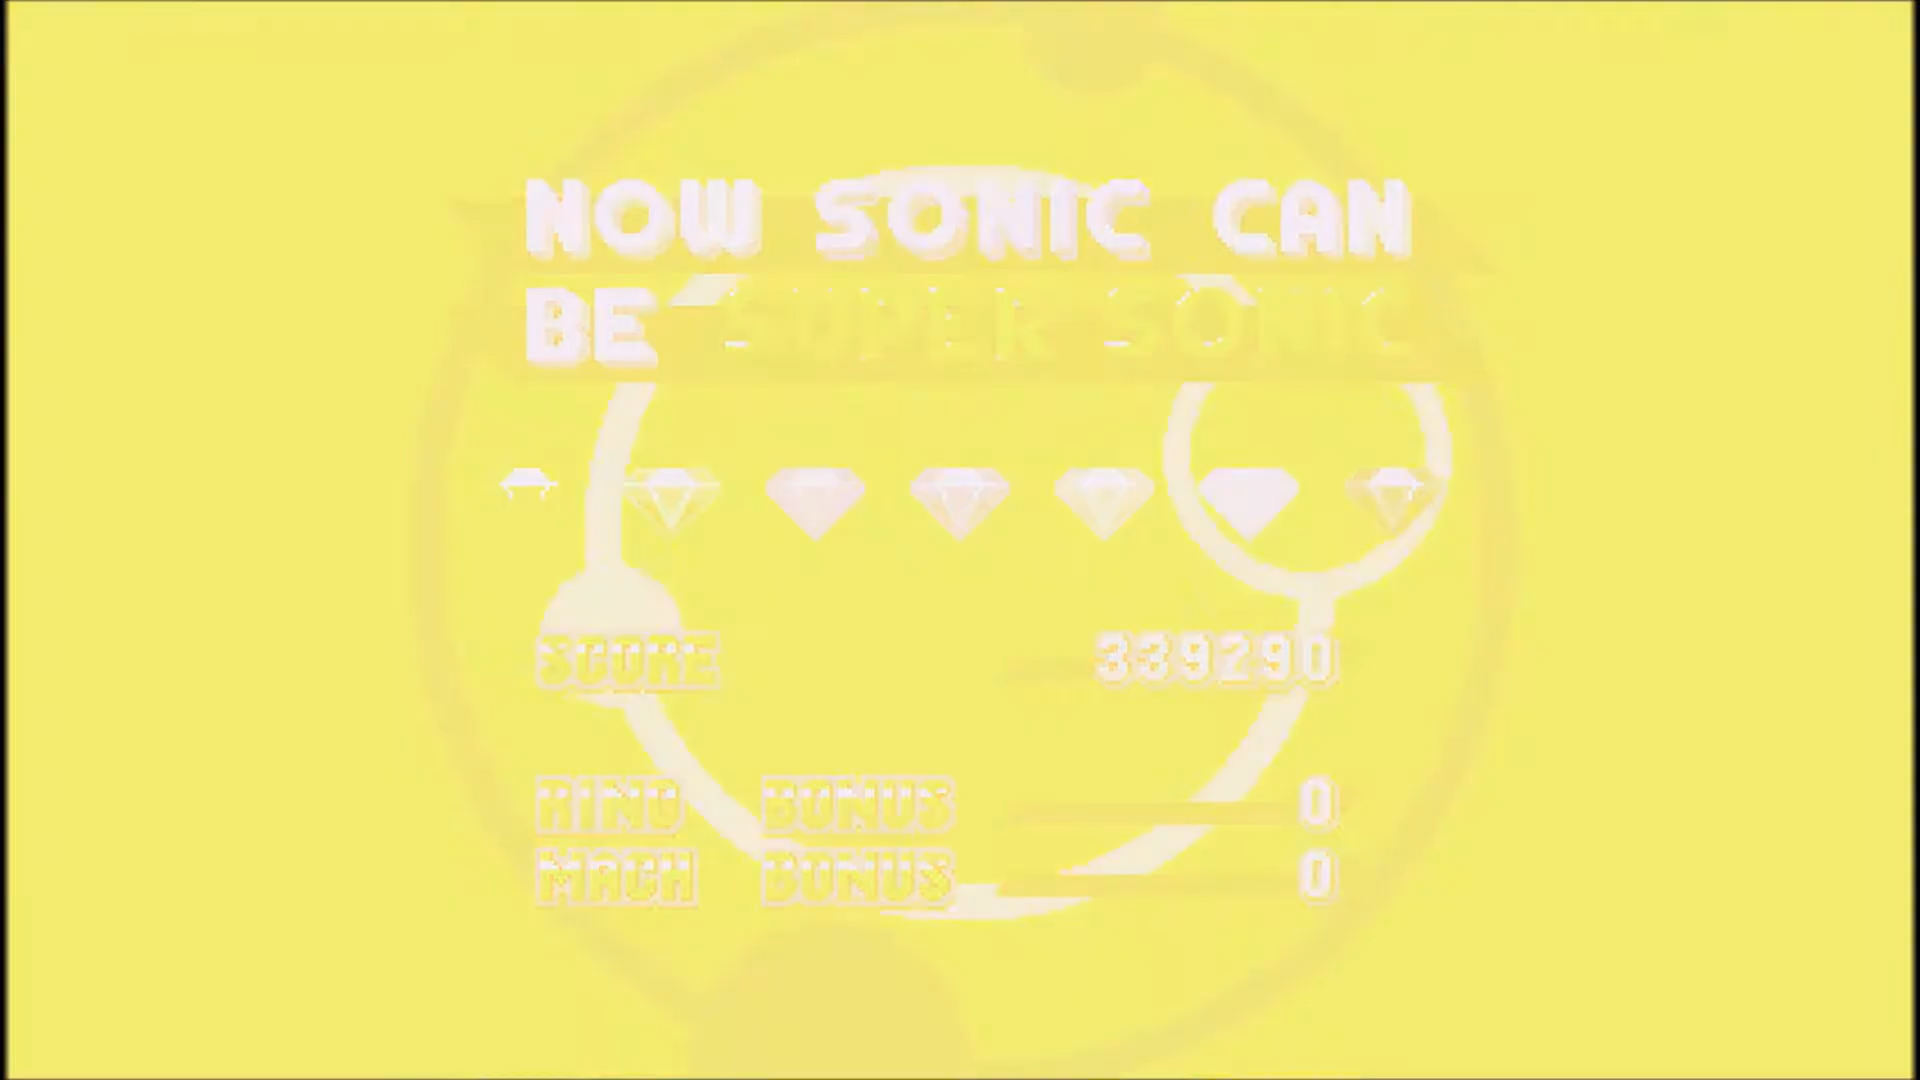 NOW SONIC CAN
BE SUPER SONIC
SCORE 339290
RING BONUS 0
MACH BONUS 0